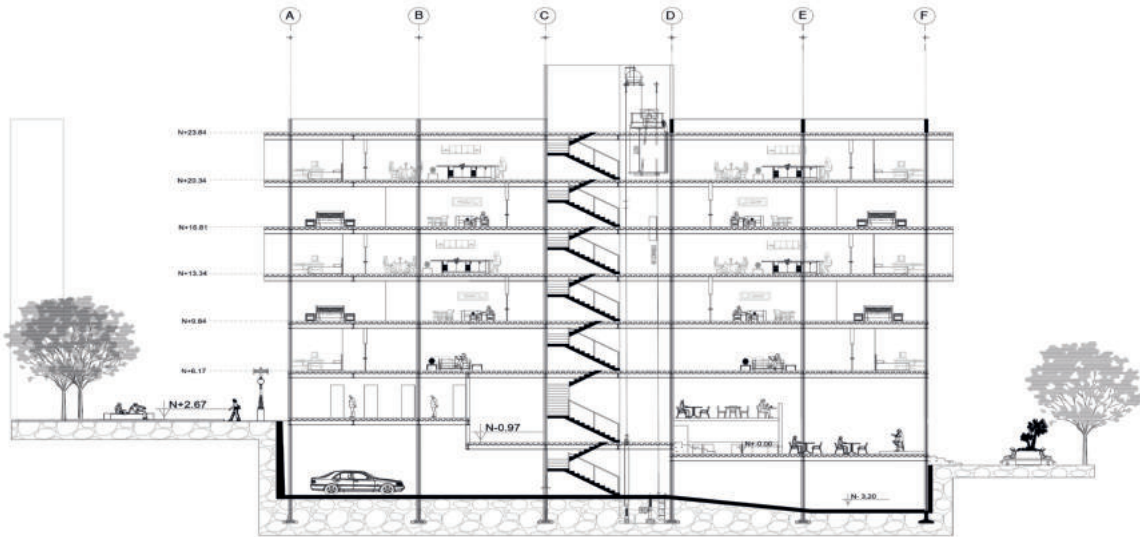 A B C D E F
N+23.84
N+20.34
N+16.81
N+13.34
N+9.84
N+6.17
N+2.67
N-0.97
N+ 0.00
N- 3.20